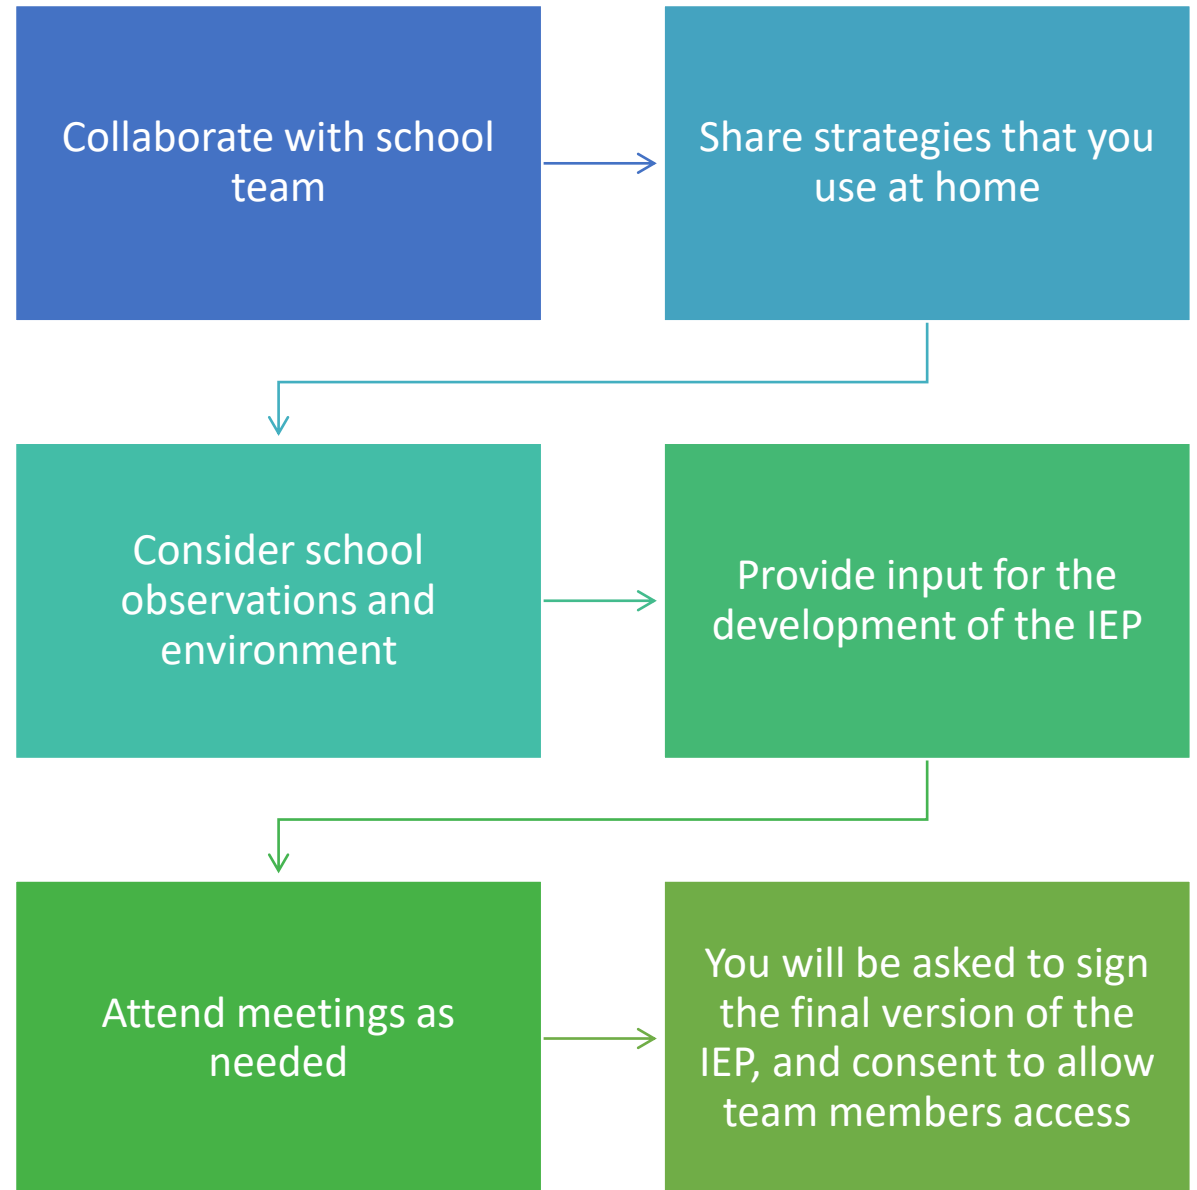 Collaborate with school
team
Share strategies that you
use at home
Consider school
observations and
environment
Provide input for the
development of the IEP
Attend meetings as
needed
You will be asked to sign
the final version of the
IEP, and consent to allow
team members access